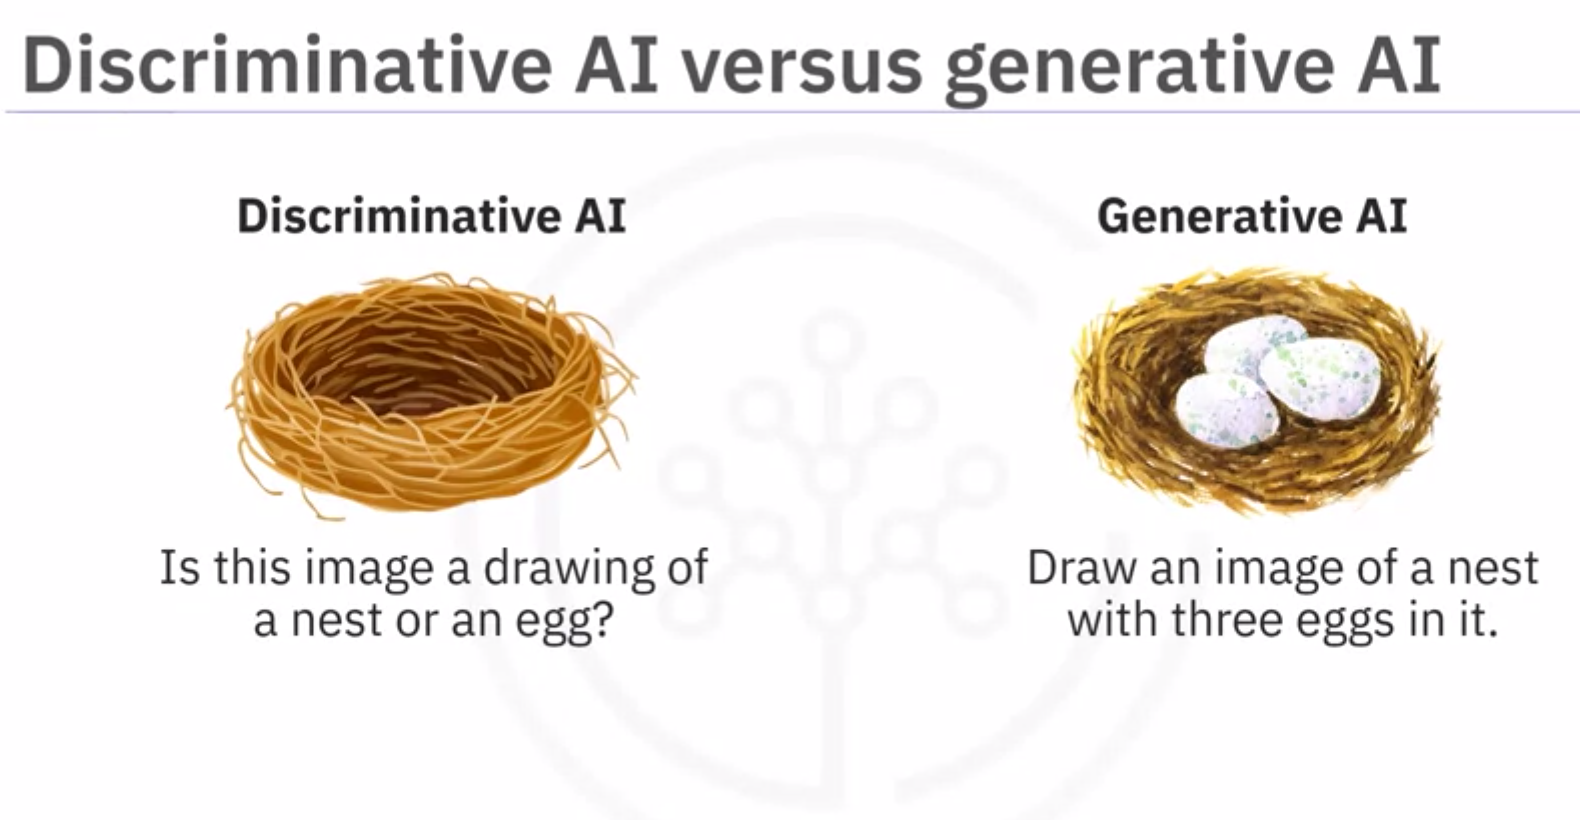 Discriminative AI versus generative AI
Discriminative AI
Is this image a drawing of
a nest or an egg?
Generative AI
Draw an image of a nest
with three eggs in it.